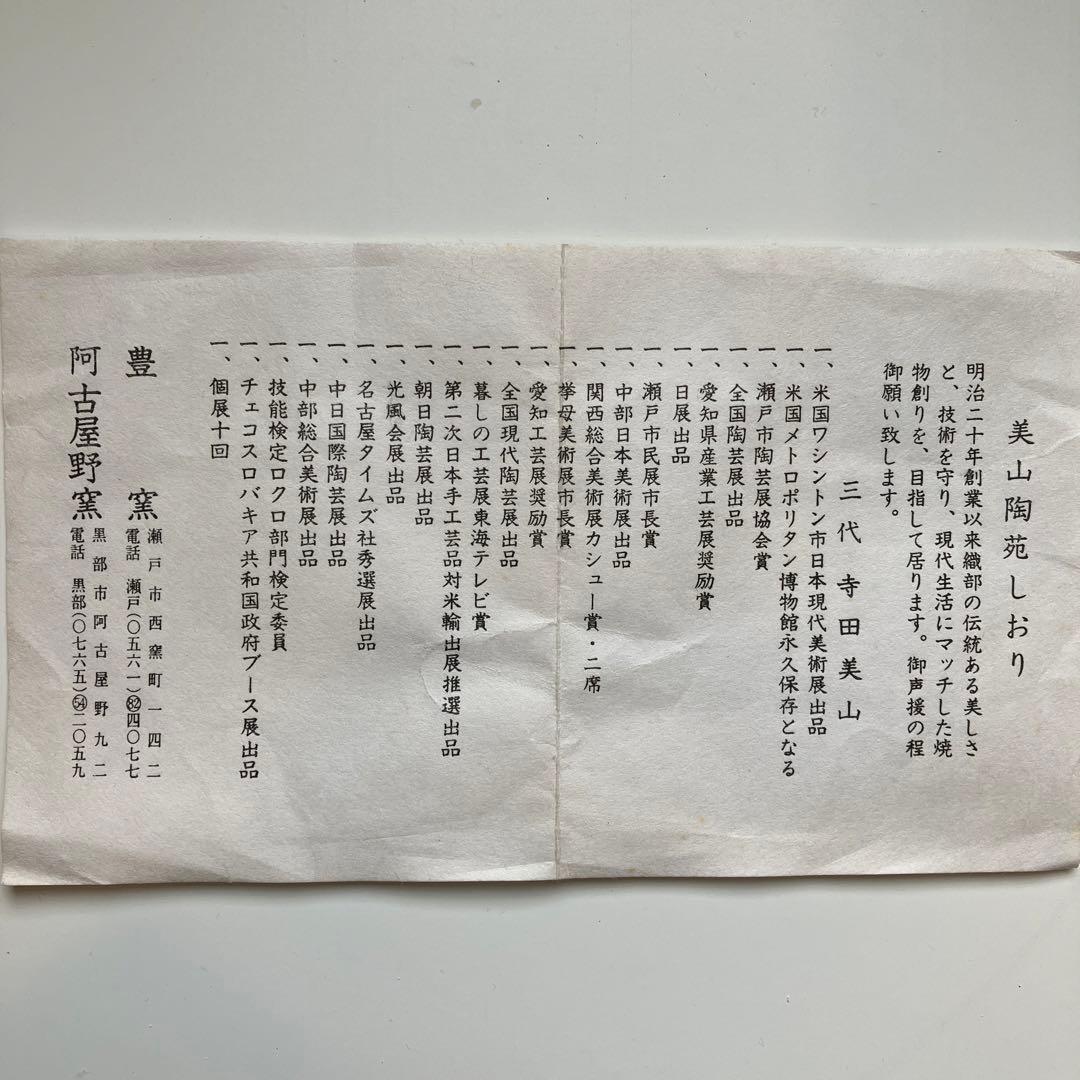 美山陶苑しおり
明治二十年創業以来織部の伝統ある美しさ
と、技術を守り、現代生活にマッチした焼
物創りを、目指して居ります。御声援の程
御願い致します。
三代 寺田美山
一、米国ワシントン市日本現代美術展出品
一、米国メトロポリタン博物館永久保存となる
一、瀬戸市陶芸展協会賞
一、全国陶芸展出品
一、愛知県産業工芸展奨励賞
一、日展出品
一、瀬戸市民展市長賞
一、中部日本美術展出品
一、関西総合美術展カシュー賞・二席
一、挙母美術展市長賞
一、愛知工芸展奨励賞
一、全国現代陶芸展出品
一、暮しの工芸展東海テレビ賞
一、第二次日本手工芸品対米輸出展推選出品
一、朝日陶芸展出品
一、光風会展出品
一、名古屋タイムズ社秀選展出品
一、中日国際陶芸展出品
一、中部総合美術展出品
一、技能検定ロクロ部門検定委員
一、チェコスロバキア共和国政府ブース展出品
一、個展十回
豊窯
瀬戸市西窯町一四二
電話 瀬戸(〇五六一)82四〇七七
阿古屋野窯
黒部市阿古屋野九二
電話 黒部(〇七六五)54二〇五九